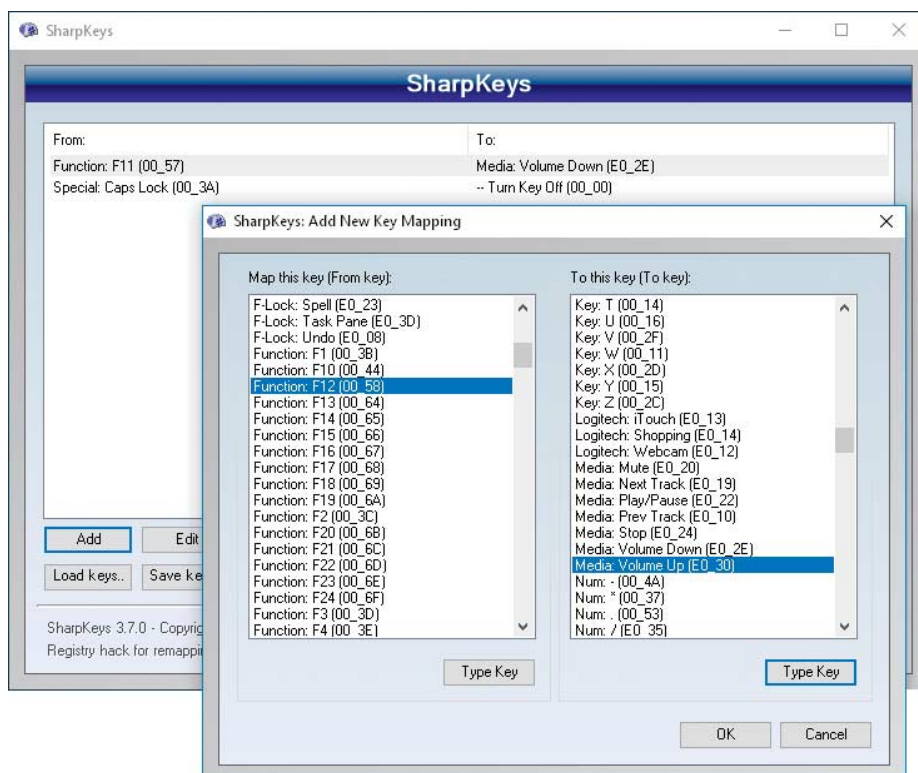 SharpKeys
SharpKeys
From: To:
Function: F11 (00_57) Media: Volume Down (E0_2E)
Special: Caps Lock (00_3A) -- Turn Key Off (00_00)
Add Edit
Load keys.. Save ke
SharpKeys 3.7.0 - Copyrig
Registry hack for remappi
SharpKeys: Add New Key Mapping
Map this key (From key):
F-Lock: Spell (E0_23)
F-Lock: Task Pane (E0_3D)
F-Lock: Undo (E0_08)
Function: F1 (00_3B)
Function: F10 (00_44)
Function: F12 (00_58)
Function: F13 (00_64)
Function: F14 (00_65)
Function: F15 (00_66)
Function: F16 (00_67)
Function: F17 (00_68)
Function: F18 (00_69)
Function: F19 (00_6A)
Function: F2 (00_3C)
Function: F20 (00_6B)
Function: F21 (00_6C)
Function: F22 (00_6D)
Function: F23 (00_6E)
Function: F24 (00_6F)
Function: F3 (00_3D)
Function: F4 (00_3E)
Type Key
To this key (To key):
Key: T (00_14)
Key: U (00_16)
Key: V (00_2F)
Key: W (00_11)
Key: X (00_2D)
Key: Y (00_15)
Key: Z (00_2C)
Logitech: iTouch (E0_13)
Logitech: Shopping (E0_14)
Logitech: Webcam (E0_12)
Media: Mute (E0_20)
Media: Next Track (E0_19)
Media: Play/Pause (E0_22)
Media: Prev Track (E0_10)
Media: Stop (E0_24)
Media: Volume Down (E0_2E)
Media: Volume Up (E0_30)
Num: - (00_4A)
Num: * (00_37)
Num: . (00_53)
Num: / (E0_35)
Type Key
OK Cancel